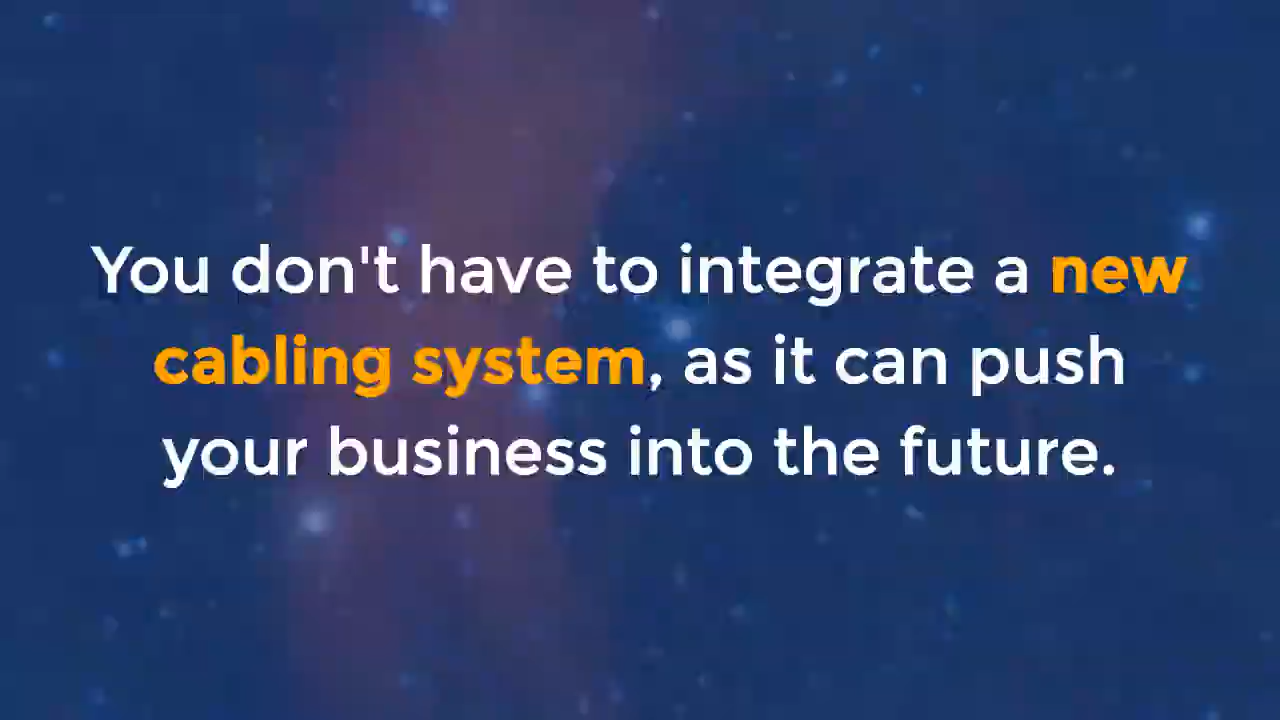 You don't have to integrate a new
cabling system, as it can push
your business into the future.